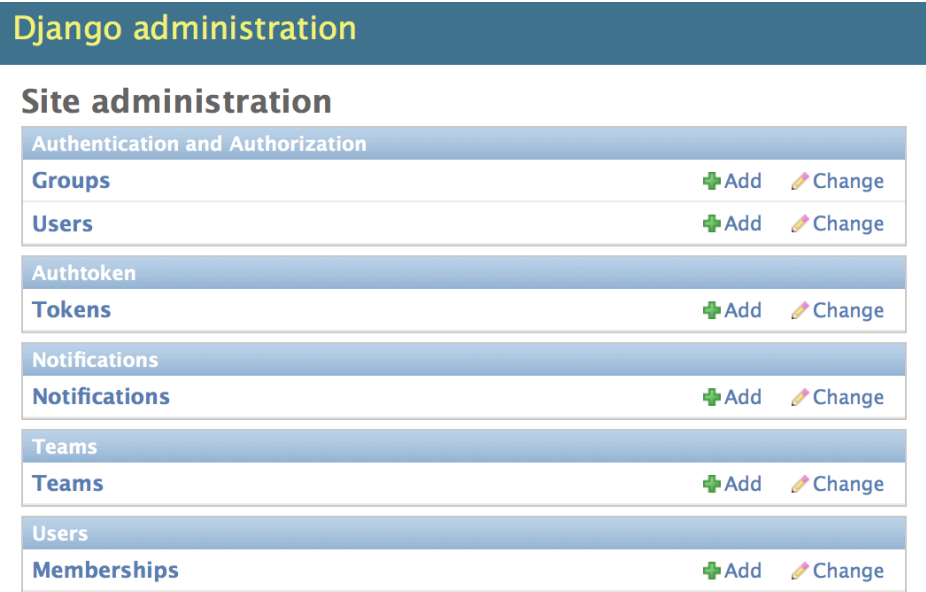 Django administration
Site administration
Authentication and Authorization
Groups Add Change
Users Add Change
Authtoken
Tokens Add Change
Notifications
Notifications Add Change
Teams
Teams Add Change
Users
Memberships Add Change